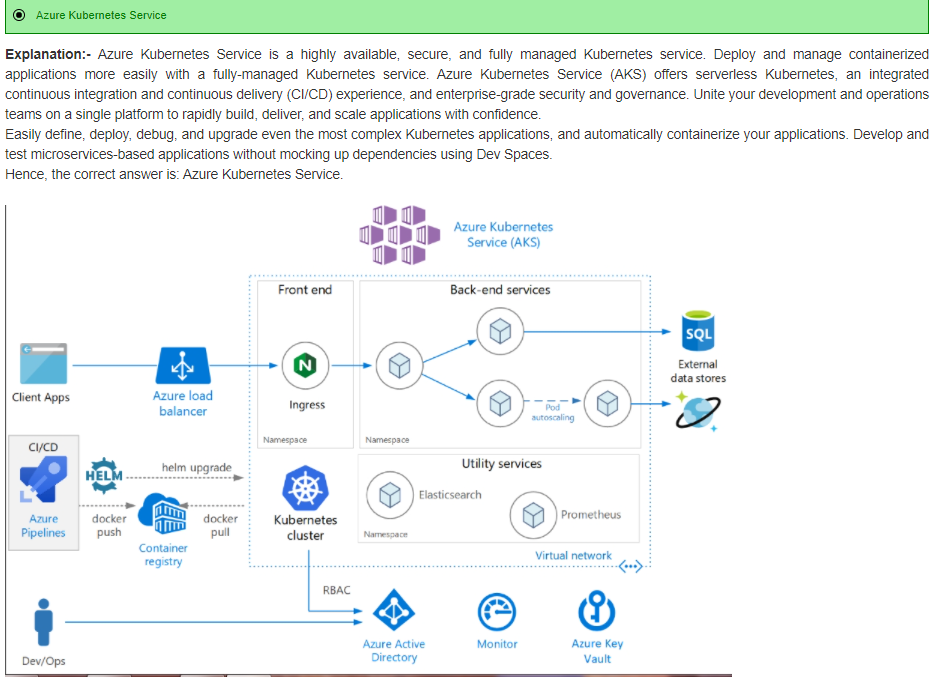 Azure Kubernetes Service
Explanation:- Azure Kubernetes Service is a highly available, secure, and fully managed Kubernetes service. Deploy and manage containerized
applications more easily with a fully-managed Kubernetes service. Azure Kubernetes Service (AKS) offers serverless Kubernetes, an integrated
continuous integration and continuous delivery (CI/CD) experience, and enterprise-grade security and governance. Unite your development and operations
teams on a single platform to rapidly build, deliver, and scale applications with confidence.
Easily define, deploy, debug, and upgrade even the most complex Kubernetes applications, and automatically containerize your applications. Develop and
test microservices-based applications without mocking up dependencies using Dev Spaces.
Hence, the correct answer is: Azure Kubernetes Service.
Azure Kubernetes
Service (AKS)
Front end
Back-end services
Client Apps
Azure load
balancer
N
Ingress
Namespace
Namespace
Pod
autoscaling
SQL
External
data stores
CI/CD
Azure
Pipelines
HELM
helm upgrade
docker
push
Container
registry
docker
pull
Kubernetes
cluster
Utility services
Elasticsearch
Prometheus
Namespace
Virtual network
RBAC
Dev/Ops
Azure Active
Directory
Monitor
Azure Key
Vault